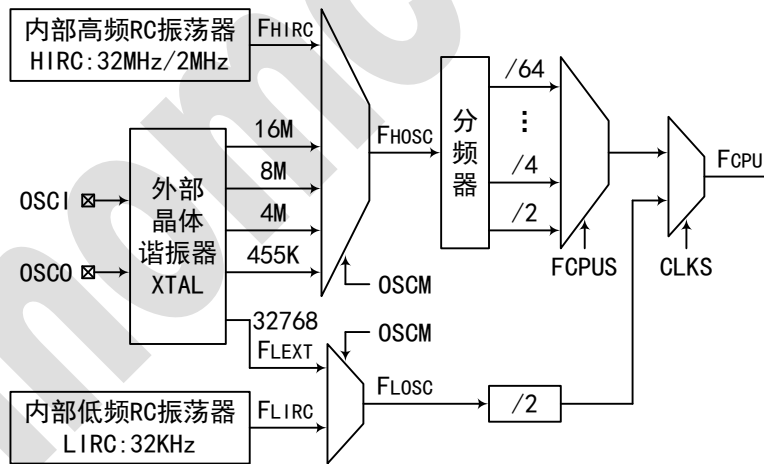 内部高频RC振荡器
HIRC:32MHz/2MHz
FHIRC
OSCI
OSCO
外部
晶体
谐振器
XTAL
16M
8M
4M
455K
32768
FLEXT
OSCM
OSCM
FHOSC
分
频
器
/64
⋮
/4
/2
FCPUS
CLKS
FCPU
内部低频RC振荡器
LIRC:32KHz
FLIRC
FLOSC
/2